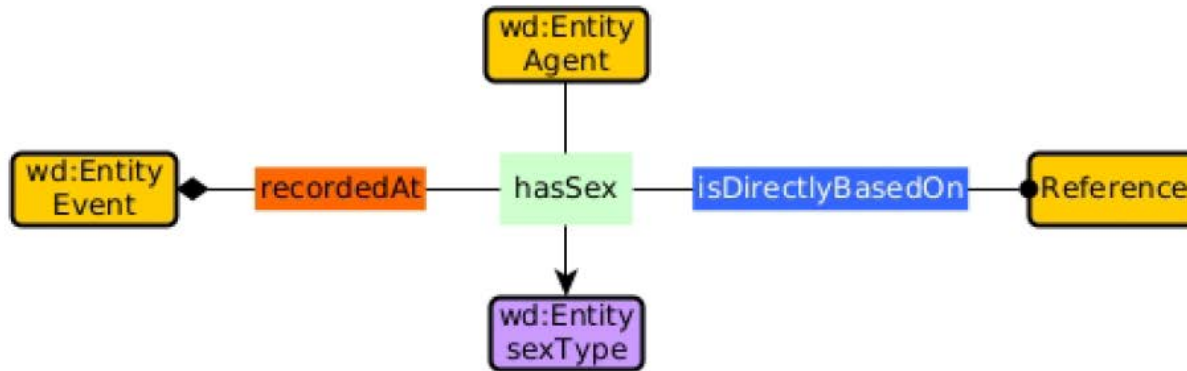 wd:Entity
Agent
wd:Entity
Event
recordedAt
hasSex
isDirectlyBasedOn
Reference
wd:Entity
sexType